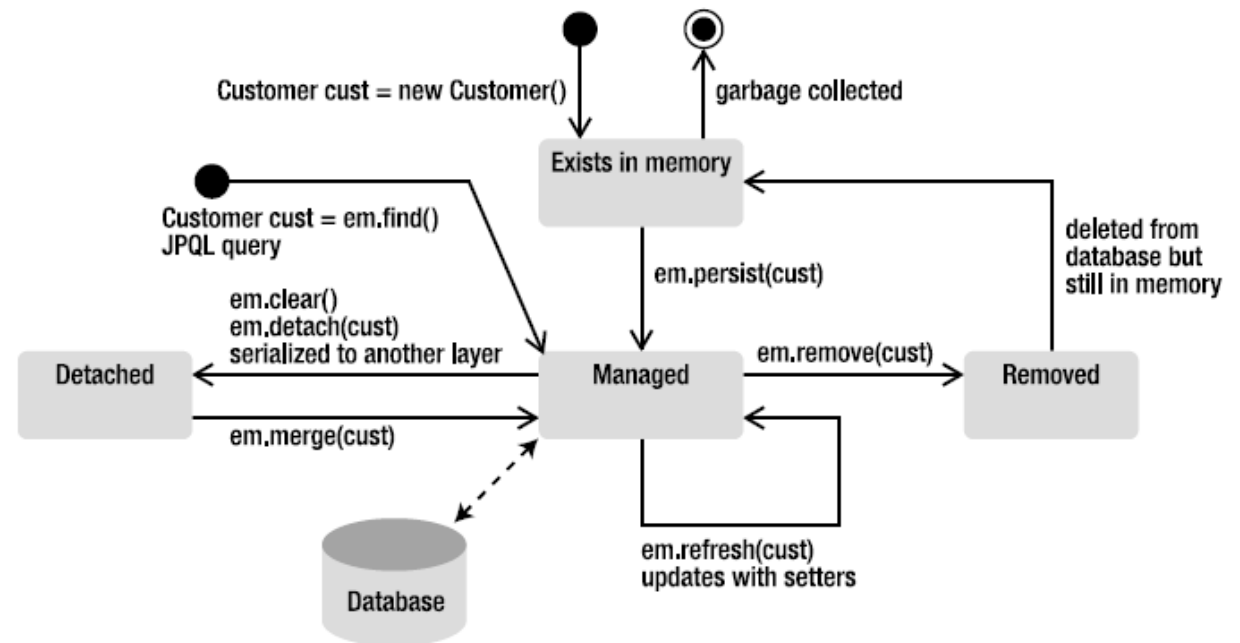 Customer cust = new Customer()
garbage collected
Exists in memory
Customer cust = em.find()
JPQL query
deleted from
database but
still in memory
em.persist(cust)
em.clear()
em.detach(cust)
serialized to another layer
em.remove(cust)
Detached
Managed
Removed
em.merge(cust)
em.refresh(cust)
updates with setters
Database